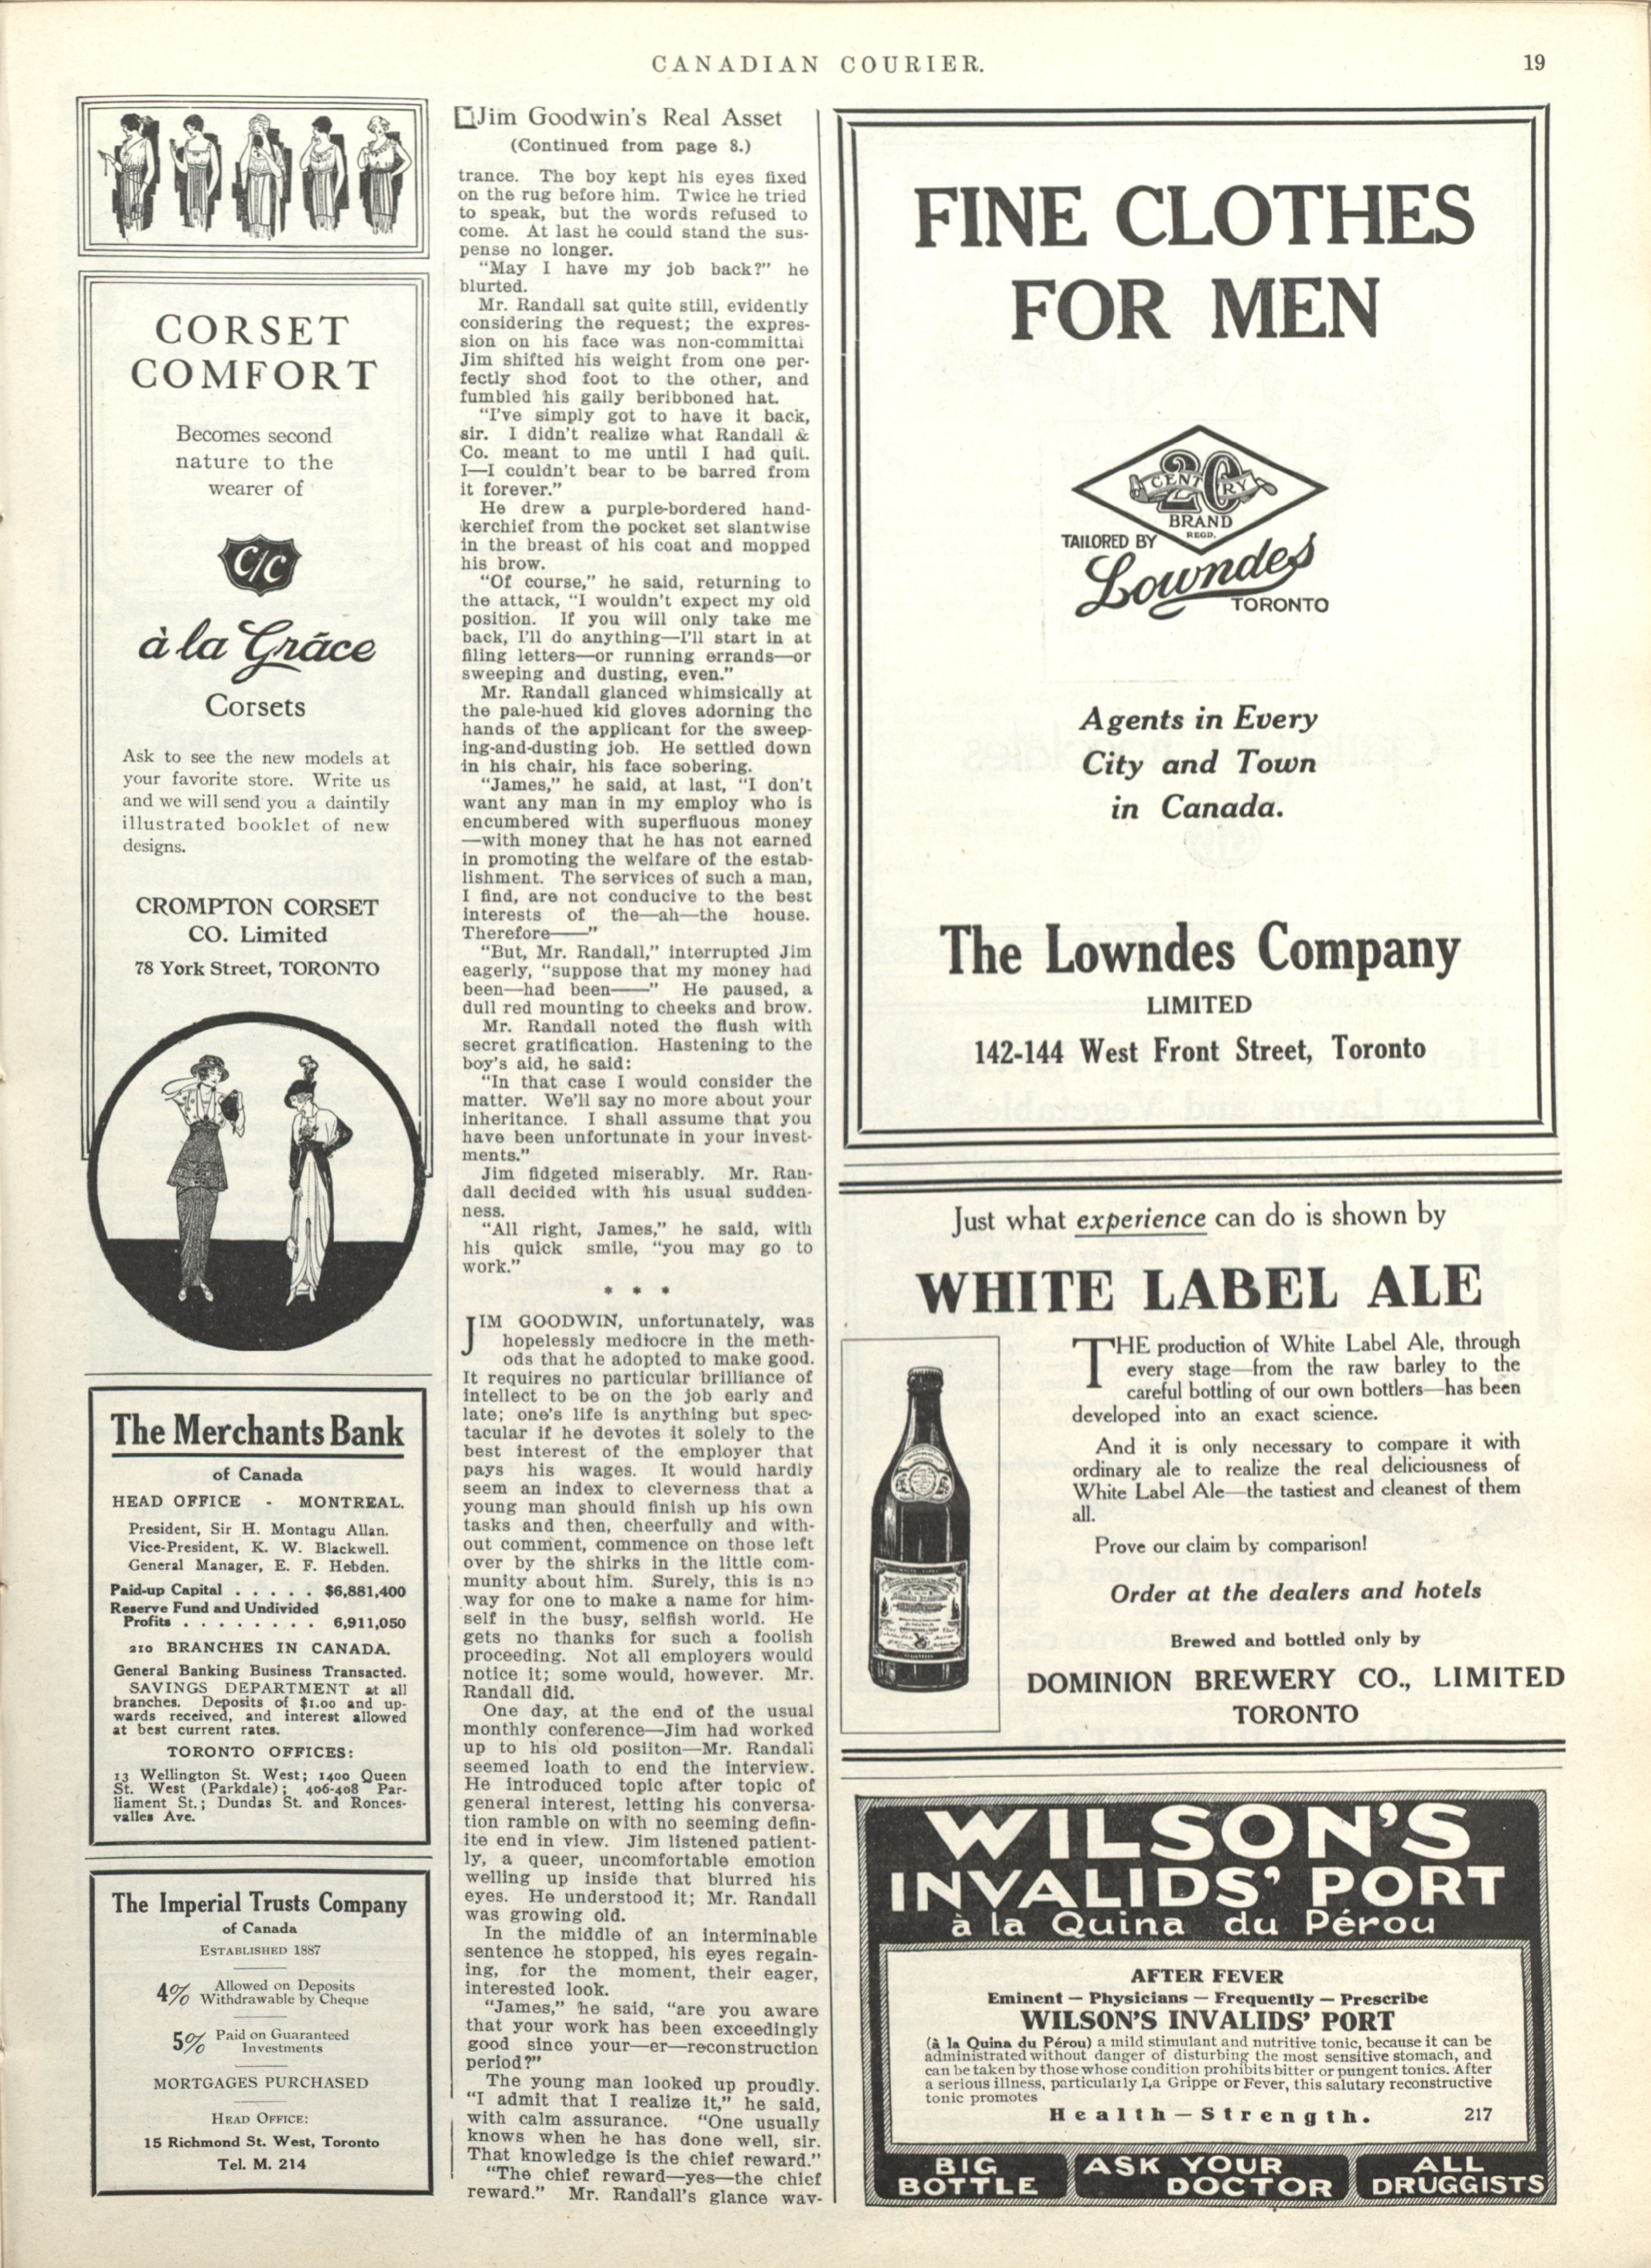 CANADIAN COURIER.
19
CORSET
COMFORT
Becomes second
nature to the
wearer of
C/C
à la Grâce
Corsets
Ask to see the new models at
your favorite store. Write us
and we will send you a daintily
illustrated booklet of new
designs.
CROMPTON CORSET
CO. Limited
78 York Street, TORONTO
The Merchants Bank
of Canada
HEAD OFFICE - MONTREAL.
President, Sir H. Montagu Allan.
Vice-President, K. W. Blackwell.
General Manager, E. F. Hebden.
Paid-up Capital . . . . . $6,881,400
Reserve Fund and Undivided
Profits . . . . . . . . 6,911,050
210 BRANCHES IN CANADA.
General Banking Business Transacted.
SAVINGS DEPARTMENT at all
branches. Deposits of $1.00 and up-
wards received, and interest allowed
at best current rates.
TORONTO OFFICES:
13 Wellington St. West; 1400 Queen
St. West (Parkdale); 406-408 Par-
liament St.; Dundas St. and Ronces-
valles Ave.
The Imperial Trusts Company
of Canada
ESTABLISHED 1887
4% Allowed on Deposits
Withdrawable by Cheque
5% Paid on Guaranteed
Investments
MORTGAGES PURCHASED
HEAD OFFICE:
15 Richmond St. West, Toronto
Tel. M. 214
Jim Goodwin's Real Asset
(Continued from page 8.)
trance. The boy kept his eyes fixed
on the rug before him. Twice he tried
to speak, but the words refused to
come. At last he could stand the sus-
pense no longer.
"May I have my job back?" he
blurted.
Mr. Randall sat quite still, evidently
considering the request; the expres-
sion on his face was non-committal
Jim shifted his weight from one per-
fectly shod foot to the other, and
fumbled his gaily beribboned hat.
"I've simply got to have it back,
sir. I didn't realize what Randall &
Co. meant to me until I had quit.
I—I couldn't bear to be barred from
it forever."
He drew a purple-bordered hand-
kerchief from the pocket set slantwise
in the breast of his coat and mopped
his brow.
"Of course," he said, returning to
the attack, "I wouldn't expect my old
position. If you will only take me
back, I'll do anything—I'll start in at
filing letters—or running errands—or
sweeping and dusting, even."
Mr. Randall glanced whimsically at
the pale-hued kid gloves adorning the
hands of the applicant for the sweep-
ing-and-dusting job. He settled down
in his chair, his face sobering.
"James," he said, at last, "I don't
want any man in my employ who is
encumbered with superfluous money
—with money that he has not earned
in promoting the welfare of the estab-
lishment. The services of such a man,
I find, are not conducive to the best
interests of the—ah—the house.
Therefore——"
"But, Mr. Randall," interrupted Jim
eagerly, "suppose that my money had
been—had been——" He paused, a
dull red mounting to cheeks and brow.
Mr. Randall noted the flush with
secret gratification. Hastening to the
boy's aid, he said:
"In that case I would consider the
matter. We'll say no more about your
inheritance. I shall assume that you
have been unfortunate in your invest-
ments."
Jim fidgeted miserably. Mr. Ran-
dall decided with his usual sudden-
ness.
"All right, James," he said, with
his quick smile, "you may go to
work."
* * *
JIM GOODWIN, unfortunately, was
hopelessly mediocre in the meth-
ods that he adopted to make good.
It requires no particular brilliance of
intellect to be on the job early and
late; one's life is anything but spec-
tacular if he devotes it solely to the
best interest of the employer that
pays his wages. It would hardly
seem an index to cleverness that a
young man should finish up his own
tasks and then, cheerfully and with-
out comment, commence on those left
over by the shirks in the little com-
munity about him. Surely, this is no
way for one to make a name for him-
self in the busy, selfish world. He
gets no thanks for such a foolish
proceeding. Not all employers would
notice it; some would, however. Mr.
Randall did.
One day, at the end of the usual
monthly conference—Jim had worked
up to his old posiiton—Mr. Randall
seemed loath to end the interview.
He introduced topic after topic of
general interest, letting his conversa-
tion ramble on with no seeming defin-
ite end in view. Jim listened patient-
ly, a queer, uncomfortable emotion
welling up inside that blurred his
eyes. He understood it; Mr. Randall
was growing old.
In the middle of an interminable
sentence he stopped, his eyes regain-
ing, for the moment, their eager,
interested look.
"James," he said, "are you aware
that your work has been exceedingly
good since your—er—reconstruction
period?"
The young man looked up proudly.
"I admit that I realize it," he said,
with calm assurance. "One usually
knows when he has done well, sir.
That knowledge is the chief reward."
"The chief reward—yes—the chief
reward." Mr. Randall's glance wav-
FINE CLOTHES
FOR MEN
20
CENTURY
BRAND
REGD.
TAILORED BY
Lowndes
TORONTO
Agents in Every
City and Town
in Canada.
The Lowndes Company
LIMITED
142-144 West Front Street, Toronto
Just what experience can do is shown by
WHITE LABEL ALE
THE production of White Label Ale, through
every stage—from the raw barley to the
careful bottling of our own bottlers—has been
developed into an exact science.
And it is only necessary to compare it with
ordinary ale to realize the real deliciousness of
White Label Ale—the tastiest and cleanest of them
all.
Prove our claim by comparison!
Order at the dealers and hotels
Brewed and bottled only by
DOMINION BREWERY CO., LIMITED
TORONTO
WILSON'S
INVALIDS' PORT
à la Quina du Pérou
AFTER FEVER
Eminent — Physicians — Frequently — Prescribe
WILSON'S INVALIDS' PORT
(à la Quina du Pérou) a mild stimulant and nutritive tonic, because it can be
administrated without danger of disturbing the most sensitive stomach, and
can be taken by those whose condition prohibits bitter or pungent tonics. After
a serious illness, particularly La Grippe or Fever, this salutary reconstructive
tonic promotes
Health — Strength. 217
BIG
BOTTLE
ASK YOUR
DOCTOR
ALL
DRUGGISTS